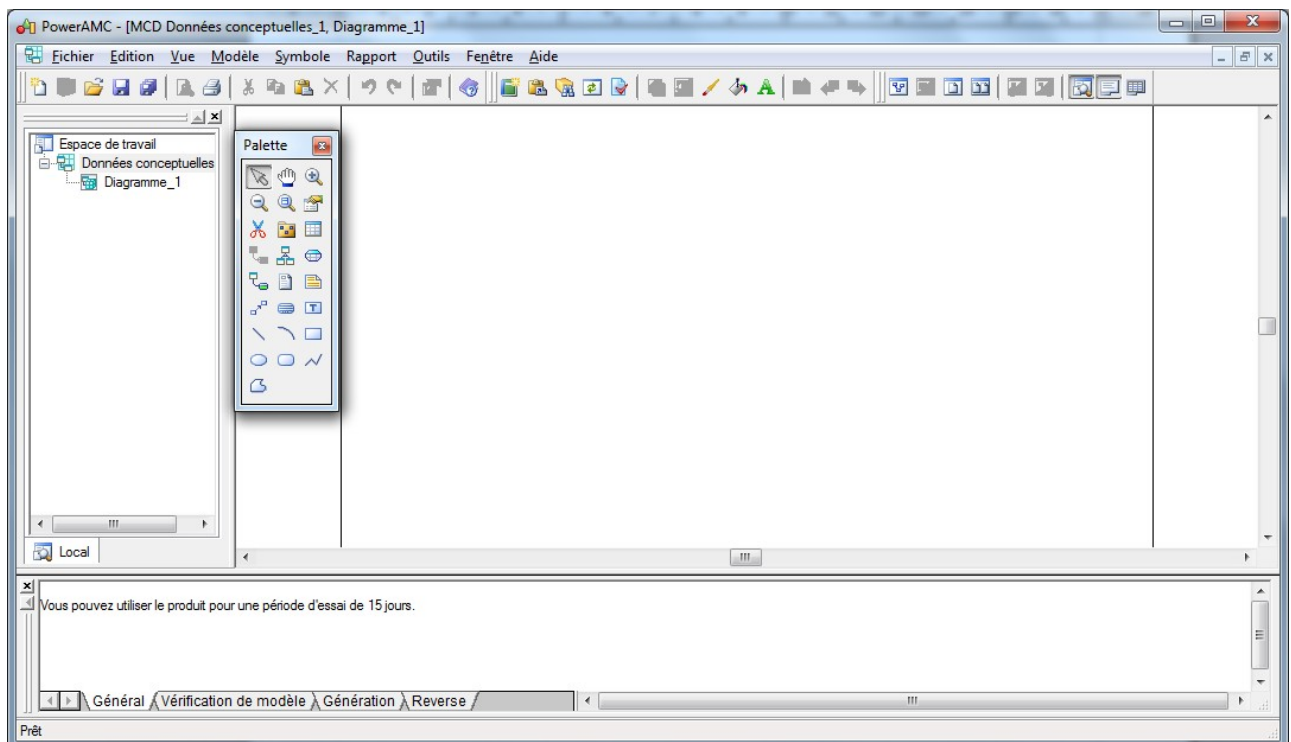 PowerAMC - [MCD Données conceptuelles_1, Diagramme_1]
Fichier Edition Vue Modèle Symbole Rapport Outils Fenêtre Aide
Espace de travail
Données conceptuelles
Diagramme_1
Palette
Local
Vous pouvez utiliser le produit pour une période d'essai de 15 jours.
Général Vérification de modèle Génération Reverse
Prêt